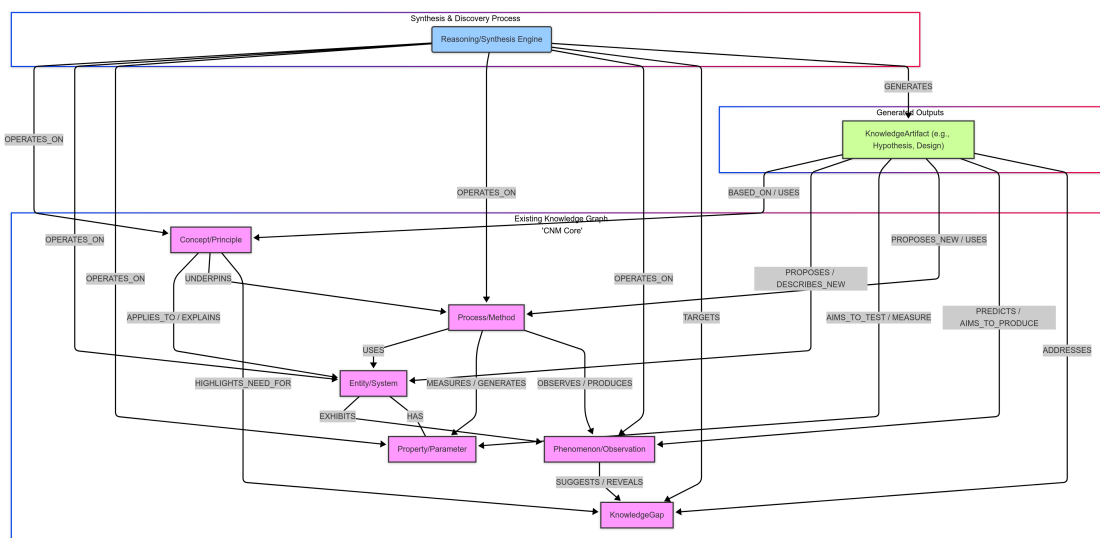 Synthesis & Discovery Process
Reasoning/Synthesis Engine
GENERATES
Generated Outputs
KnowledgeArtifact (e.g.,
Hypothesis, Design)
OPERATES_ON
OPERATES_ON
BASED_ON / USES
Existing Knowledge Graph
'CNM Core'
Concept/Principle
OPERATES_ON
PROPOSES_NEW / USES
OPERATES_ON
UNDERPINS
OPERATES_ON
PROPOSES /
DESCRIBES_NEW
APPLIES_TO / EXPLAINS
Process/Method
TARGETS
AIMS_TO_TEST / MEASURE
PREDICTS /
AIMS_TO_PRODUCE
USES
ADDRESSES
HIGHLIGHTS_NEED_FOR
Entity/System
MEASURES / GENERATES
OBSERVES / PRODUCES
EXHIBITS
HAS
Property/Parameter
Phenomenon/Observation
SUGGESTS / REVEALS
KnowledgeGap